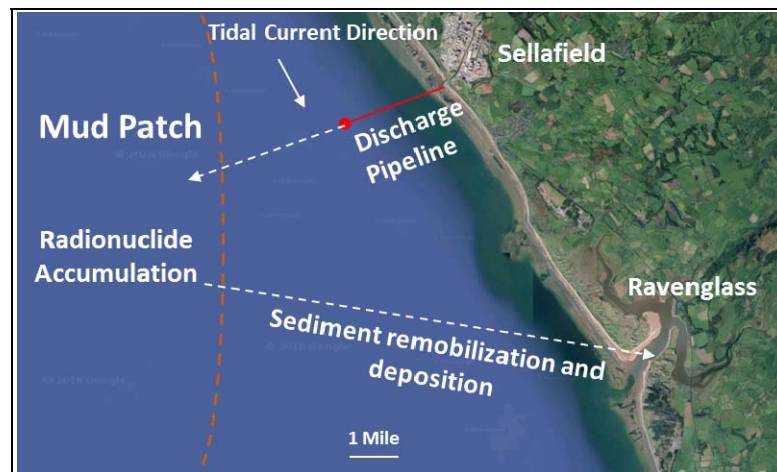 Tidal Current Direction
Sellafield
Mud Patch
Discharge
Pipeline
Radionuclide
Accumulation
Ravenglass
Sediment remobilization and
deposition
1 Mile